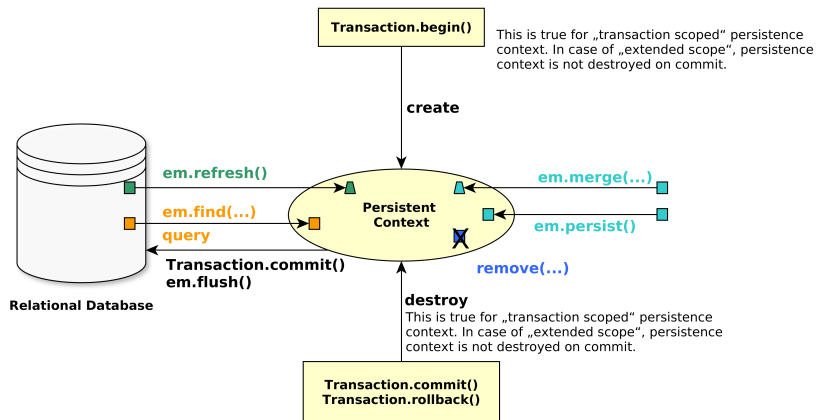 Transaction.begin()
This is true for „transaction scoped“ persistence
context. In case of „extended scope“, persistence
context is not destroyed on commit.
create
em.refresh()
em.merge(...)
em.find(...)
query
Persistent
Context
em.persist()
Transaction.commit()
em.flush()
remove(...)
Relational Database
destroy
This is true for „transaction scoped“ persistence
context. In case of „extended scope“, persistence
context is not destroyed on commit.
Transaction.commit()
Transaction.rollback()